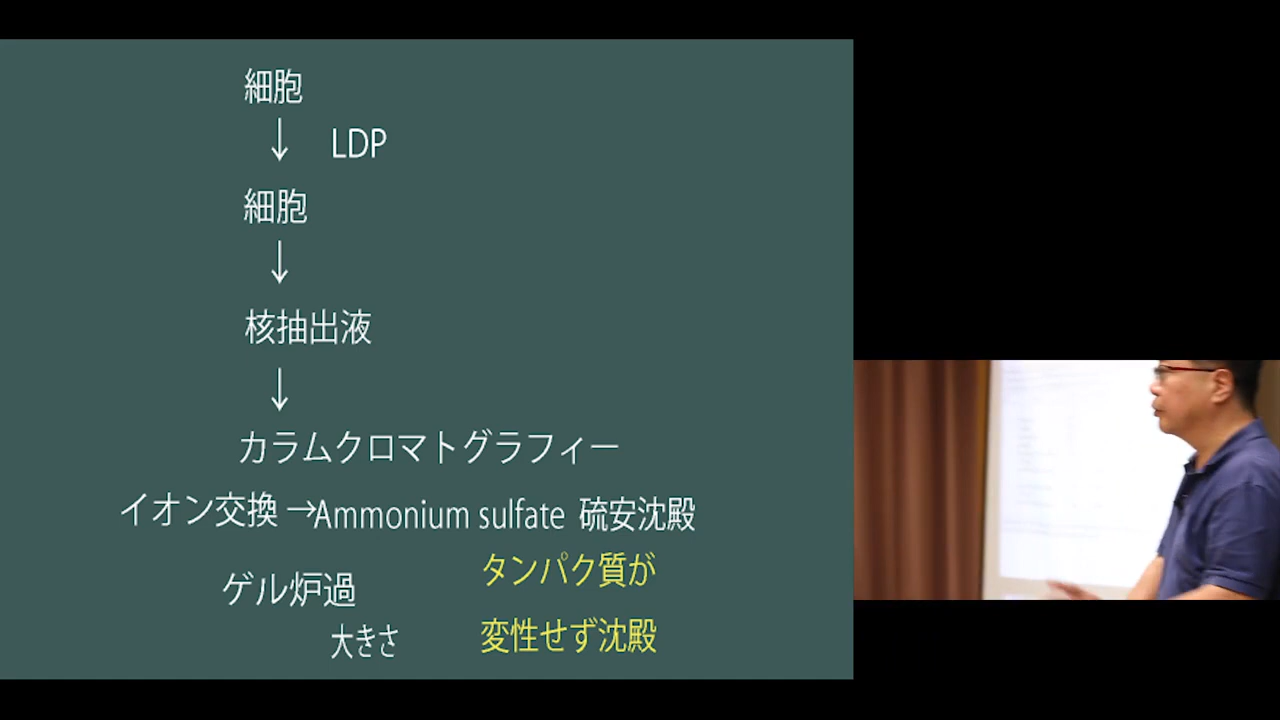 細胞
↓ LDP
細胞
↓
核抽出液
↓
カラムクロマトグラフィー
イオン交換→Ammonium sulfate 硫安沈殿
タンパク質が
ゲル炉過
変性せず沈殿
大きさ